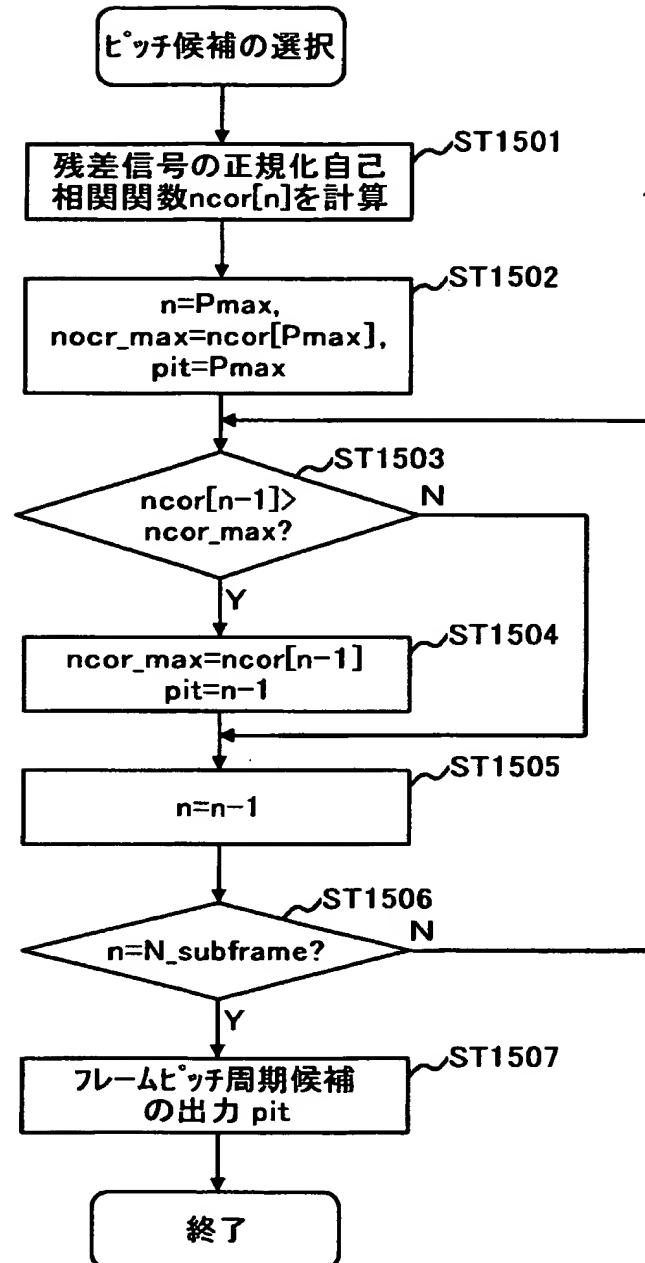 ピッチ候補の選択
ST1501
残差信号の正規化自己
相関関数ncor[n]を計算
ST1502
n=Pmax,
nocr_max=ncor[Pmax],
pit=Pmax
ST1503
ncor[n-1]>
ncor_max?
N
Y
ST1504
ncor_max=ncor[n-1]
pit=n-1
ST1505
n=n-1
ST1506
n=N_subframe?
N
Y
ST1507
フレームピッチ周期候補
の出力 pit
終了